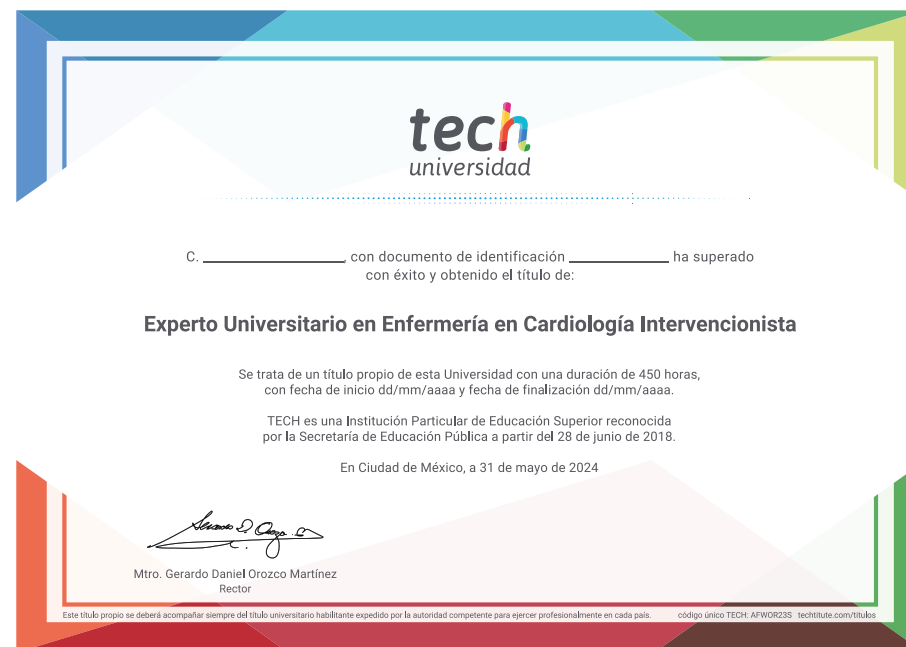 tech
universidad
C. ________________, con documento de identificación ____________ ha superado
con éxito y obtenido el título de:
Experto Universitario en Enfermería en Cardiología Intervencionista
Se trata de un título propio de esta Universidad con una duración de 450 horas,
con fecha de inicio dd/mm/aaaa y fecha de finalización dd/mm/aaaa.
TECH es una Institución Particular de Educación Superior reconocida
por la Secretaría de Educación Pública a partir del 28 de junio de 2018.
En Ciudad de México, a 31 de mayo de 2024
Mtro. Gerardo Daniel Orozco Martínez
Rector
Este título propio se deberá acompañar siempre del título universitario habilitante expedido por la autoridad competente para ejercer profesionalmente en cada país. código único TECH: AFWOR23S techtitute.com/titulos